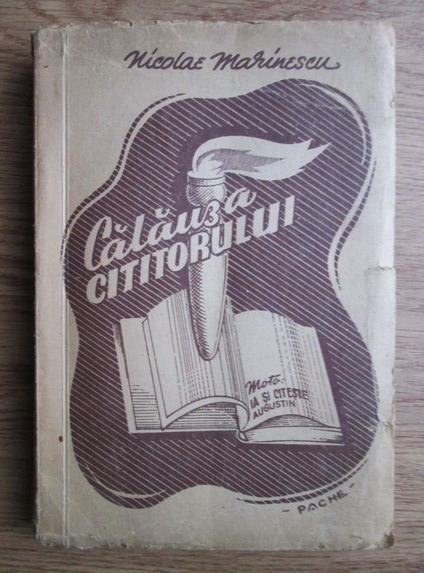 Nicolae Marinescu
Călăuza
CITITORULUI
Moto:
IA ȘI CITEȘTE
AUGUSTIN
- PACHE -